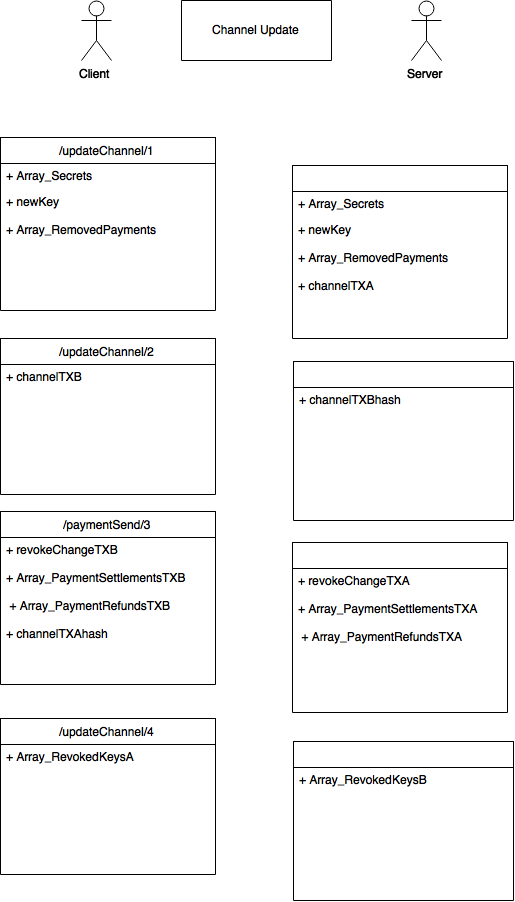 Channel Update
Client
Server
/updateChannel/1
+ Array_Secrets
+ newKey
+ Array_RemovedPayments
+ Array_Secrets
+ newKey
+ Array_RemovedPayments
+ channelTXA
/updateChannel/2
+ channelTXB
+ channelTXBhash
/paymentSend/3
+ revokeChangeTXB
+ Array_PaymentSettlementsTXB
+ Array_PaymentRefundsTXB
+ channelTXAhash
+ revokeChangeTXA
+ Array_PaymentSettlementsTXA
+ Array_PaymentRefundsTXA
/updateChannel/4
+ Array_RevokedKeysA
+ Array_RevokedKeysB